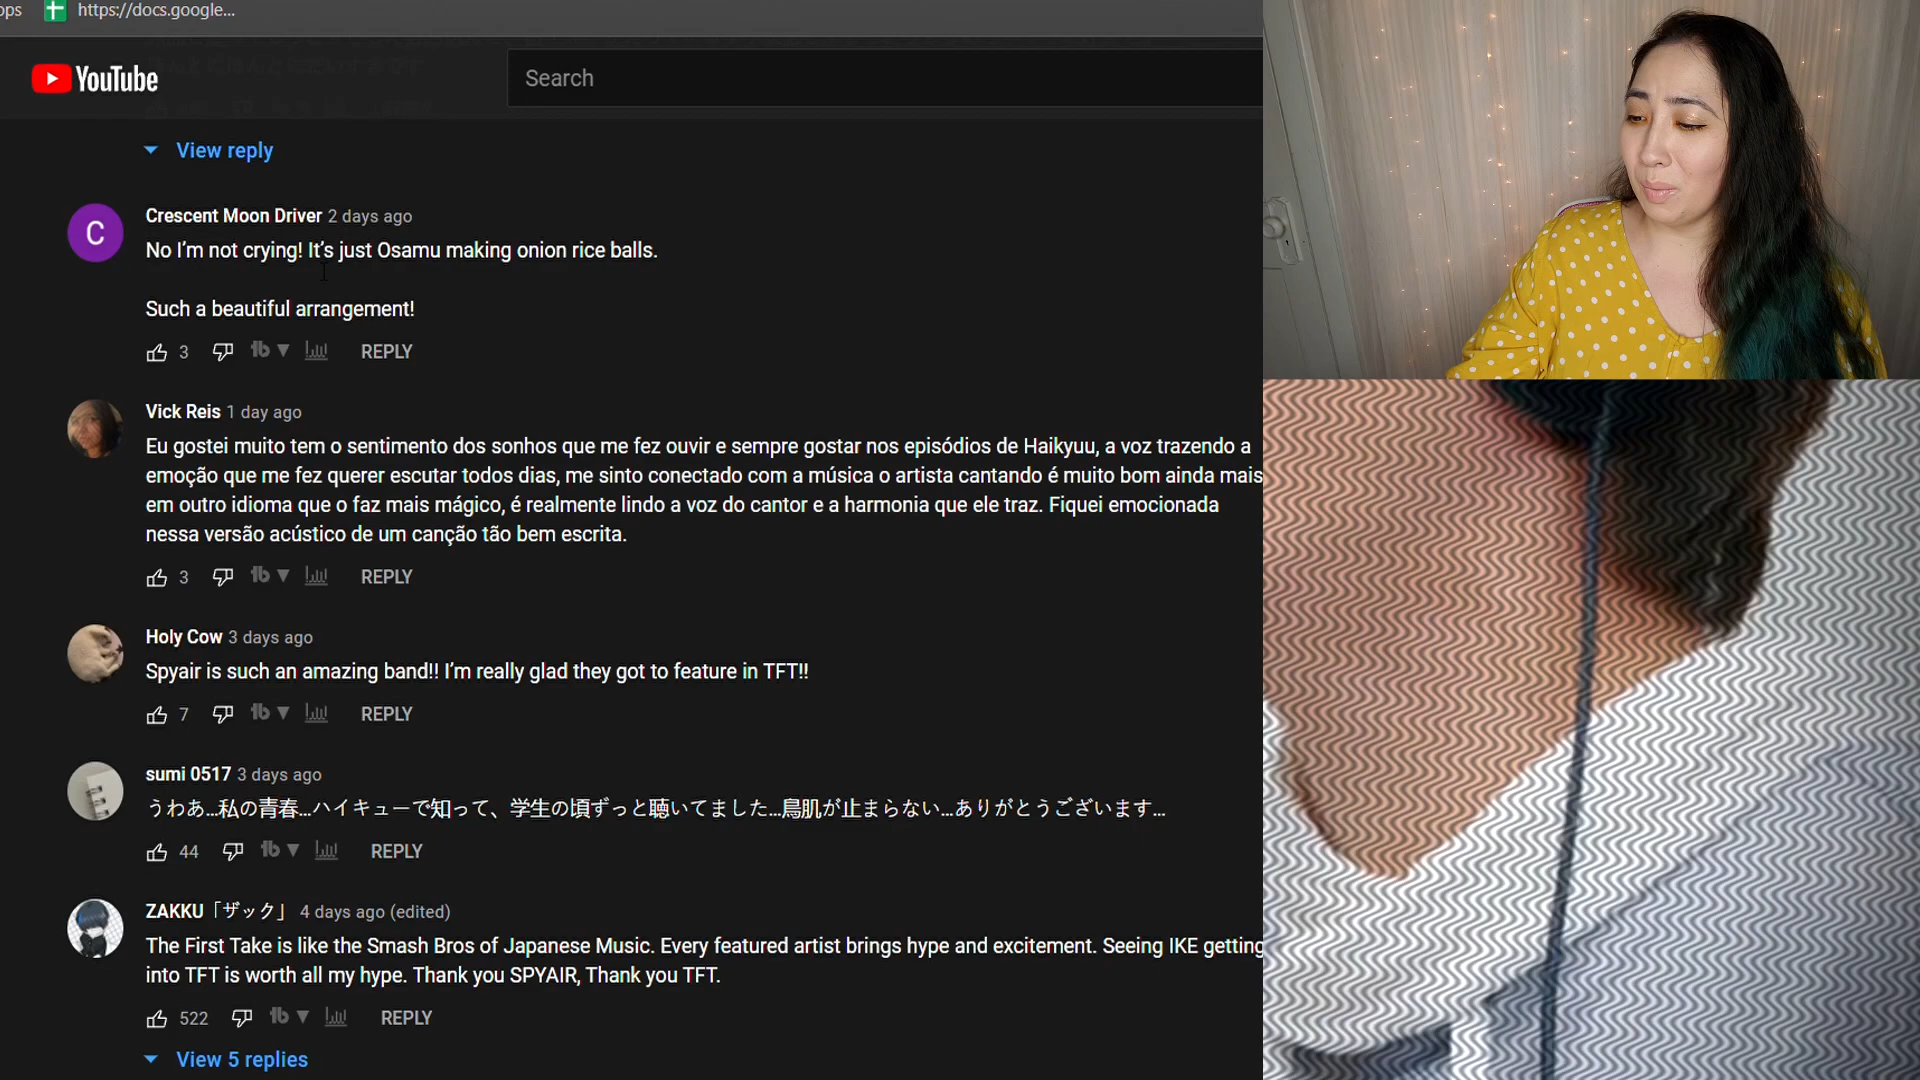 ops https://docs.google...
YouTube
Search
View reply
Crescent Moon Driver 2 days ago
No I'm not crying! It's just Osamu making onion rice balls.
Such a beautiful arrangement!
3 tb REPLY
Vick Reis 1 day ago
Eu gostei muito tem o sentimento dos sonhos que me fez ouvir e sempre gostar nos episódios de Haikyuu, a voz trazendo a
emoção que me fez querer escutar todos dias, me sinto conectado com a música o artista cantando é muito bom ainda mais
em outro idioma que o faz mais mágico, é realmente lindo a voz do cantor e a harmonia que ele traz. Fiquei emocionada
nessa versão acústico de um canção tão bem escrita.
3 tb REPLY
Holy Cow 3 days ago
Spyair is such an amazing band!! I'm really glad they got to feature in TFT!!
7 tb REPLY
sumi 0517 3 days ago
うわあ...私の青春...ハイキューで知って、学生の頃ずっと聴いてました...鳥肌が止まらない...ありがとうございます...
44 tb REPLY
ZAKKU「ザック」 4 days ago (edited)
The First Take is like the Smash Bros of Japanese Music. Every featured artist brings hype and excitement. Seeing IKE getting
into TFT is worth all my hype. Thank you SPYAIR, Thank you TFT.
522 tb REPLY
View 5 replies